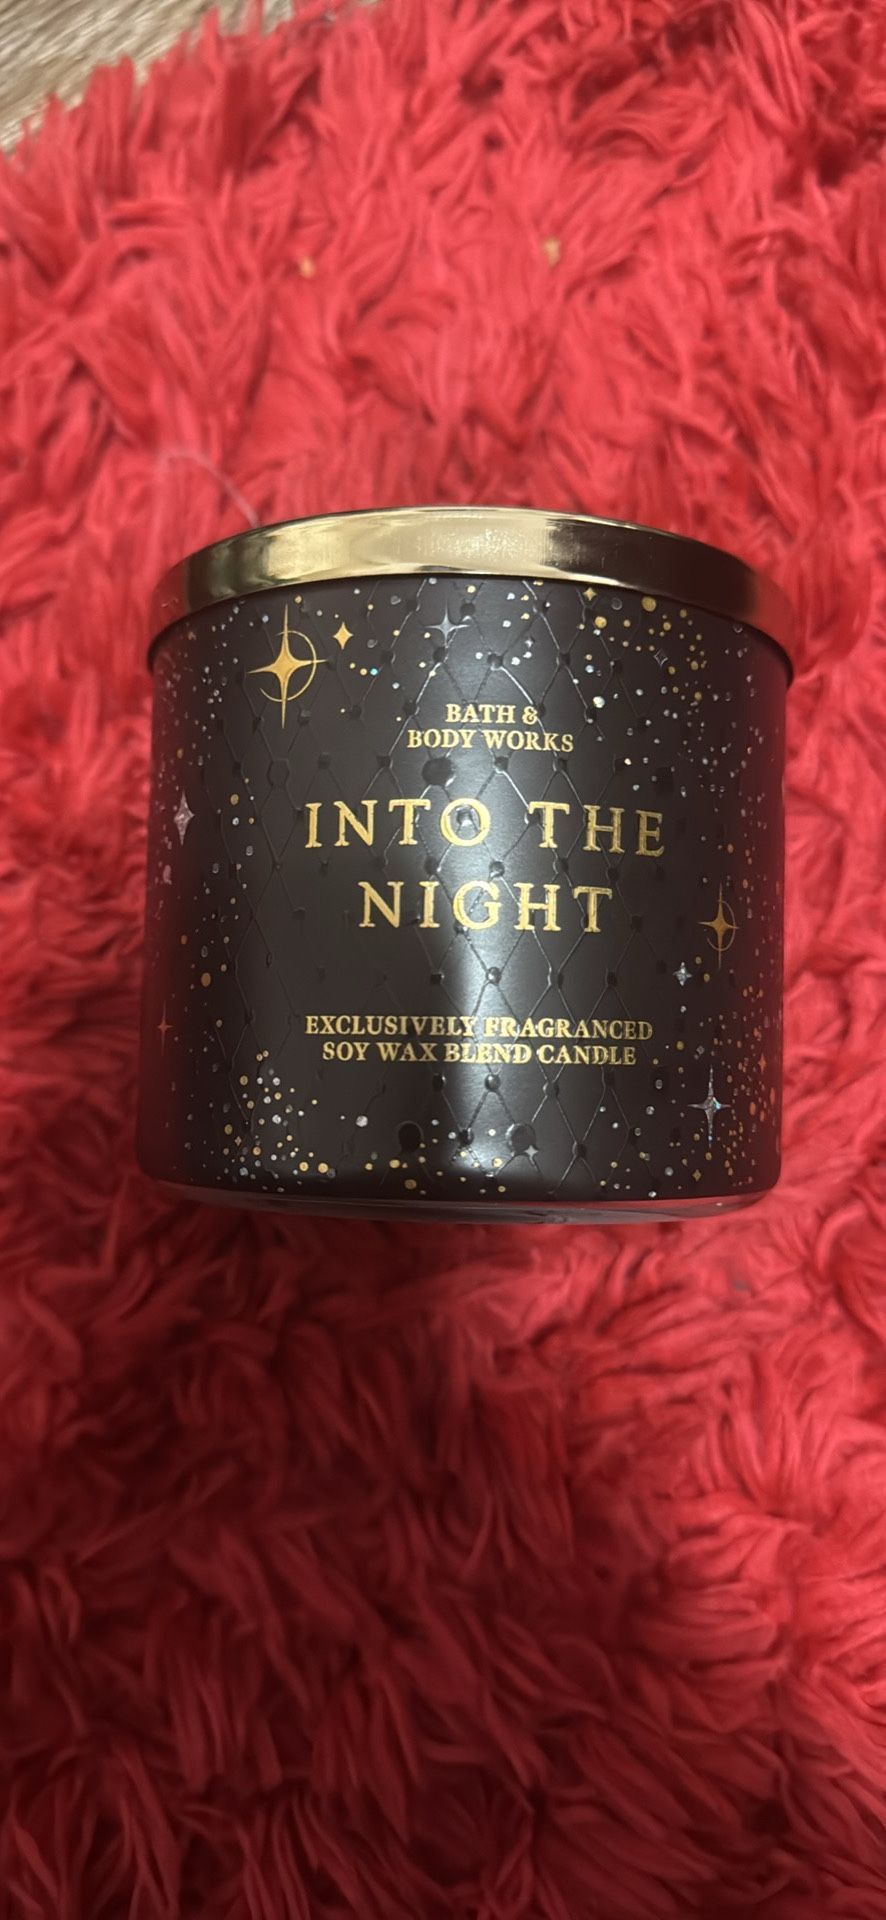 BATH &
BODY WORKS
INTO THE
NIGHT
EXCLUSIVELY FRAGRANCED
SOY WAX BLEND CANDLE